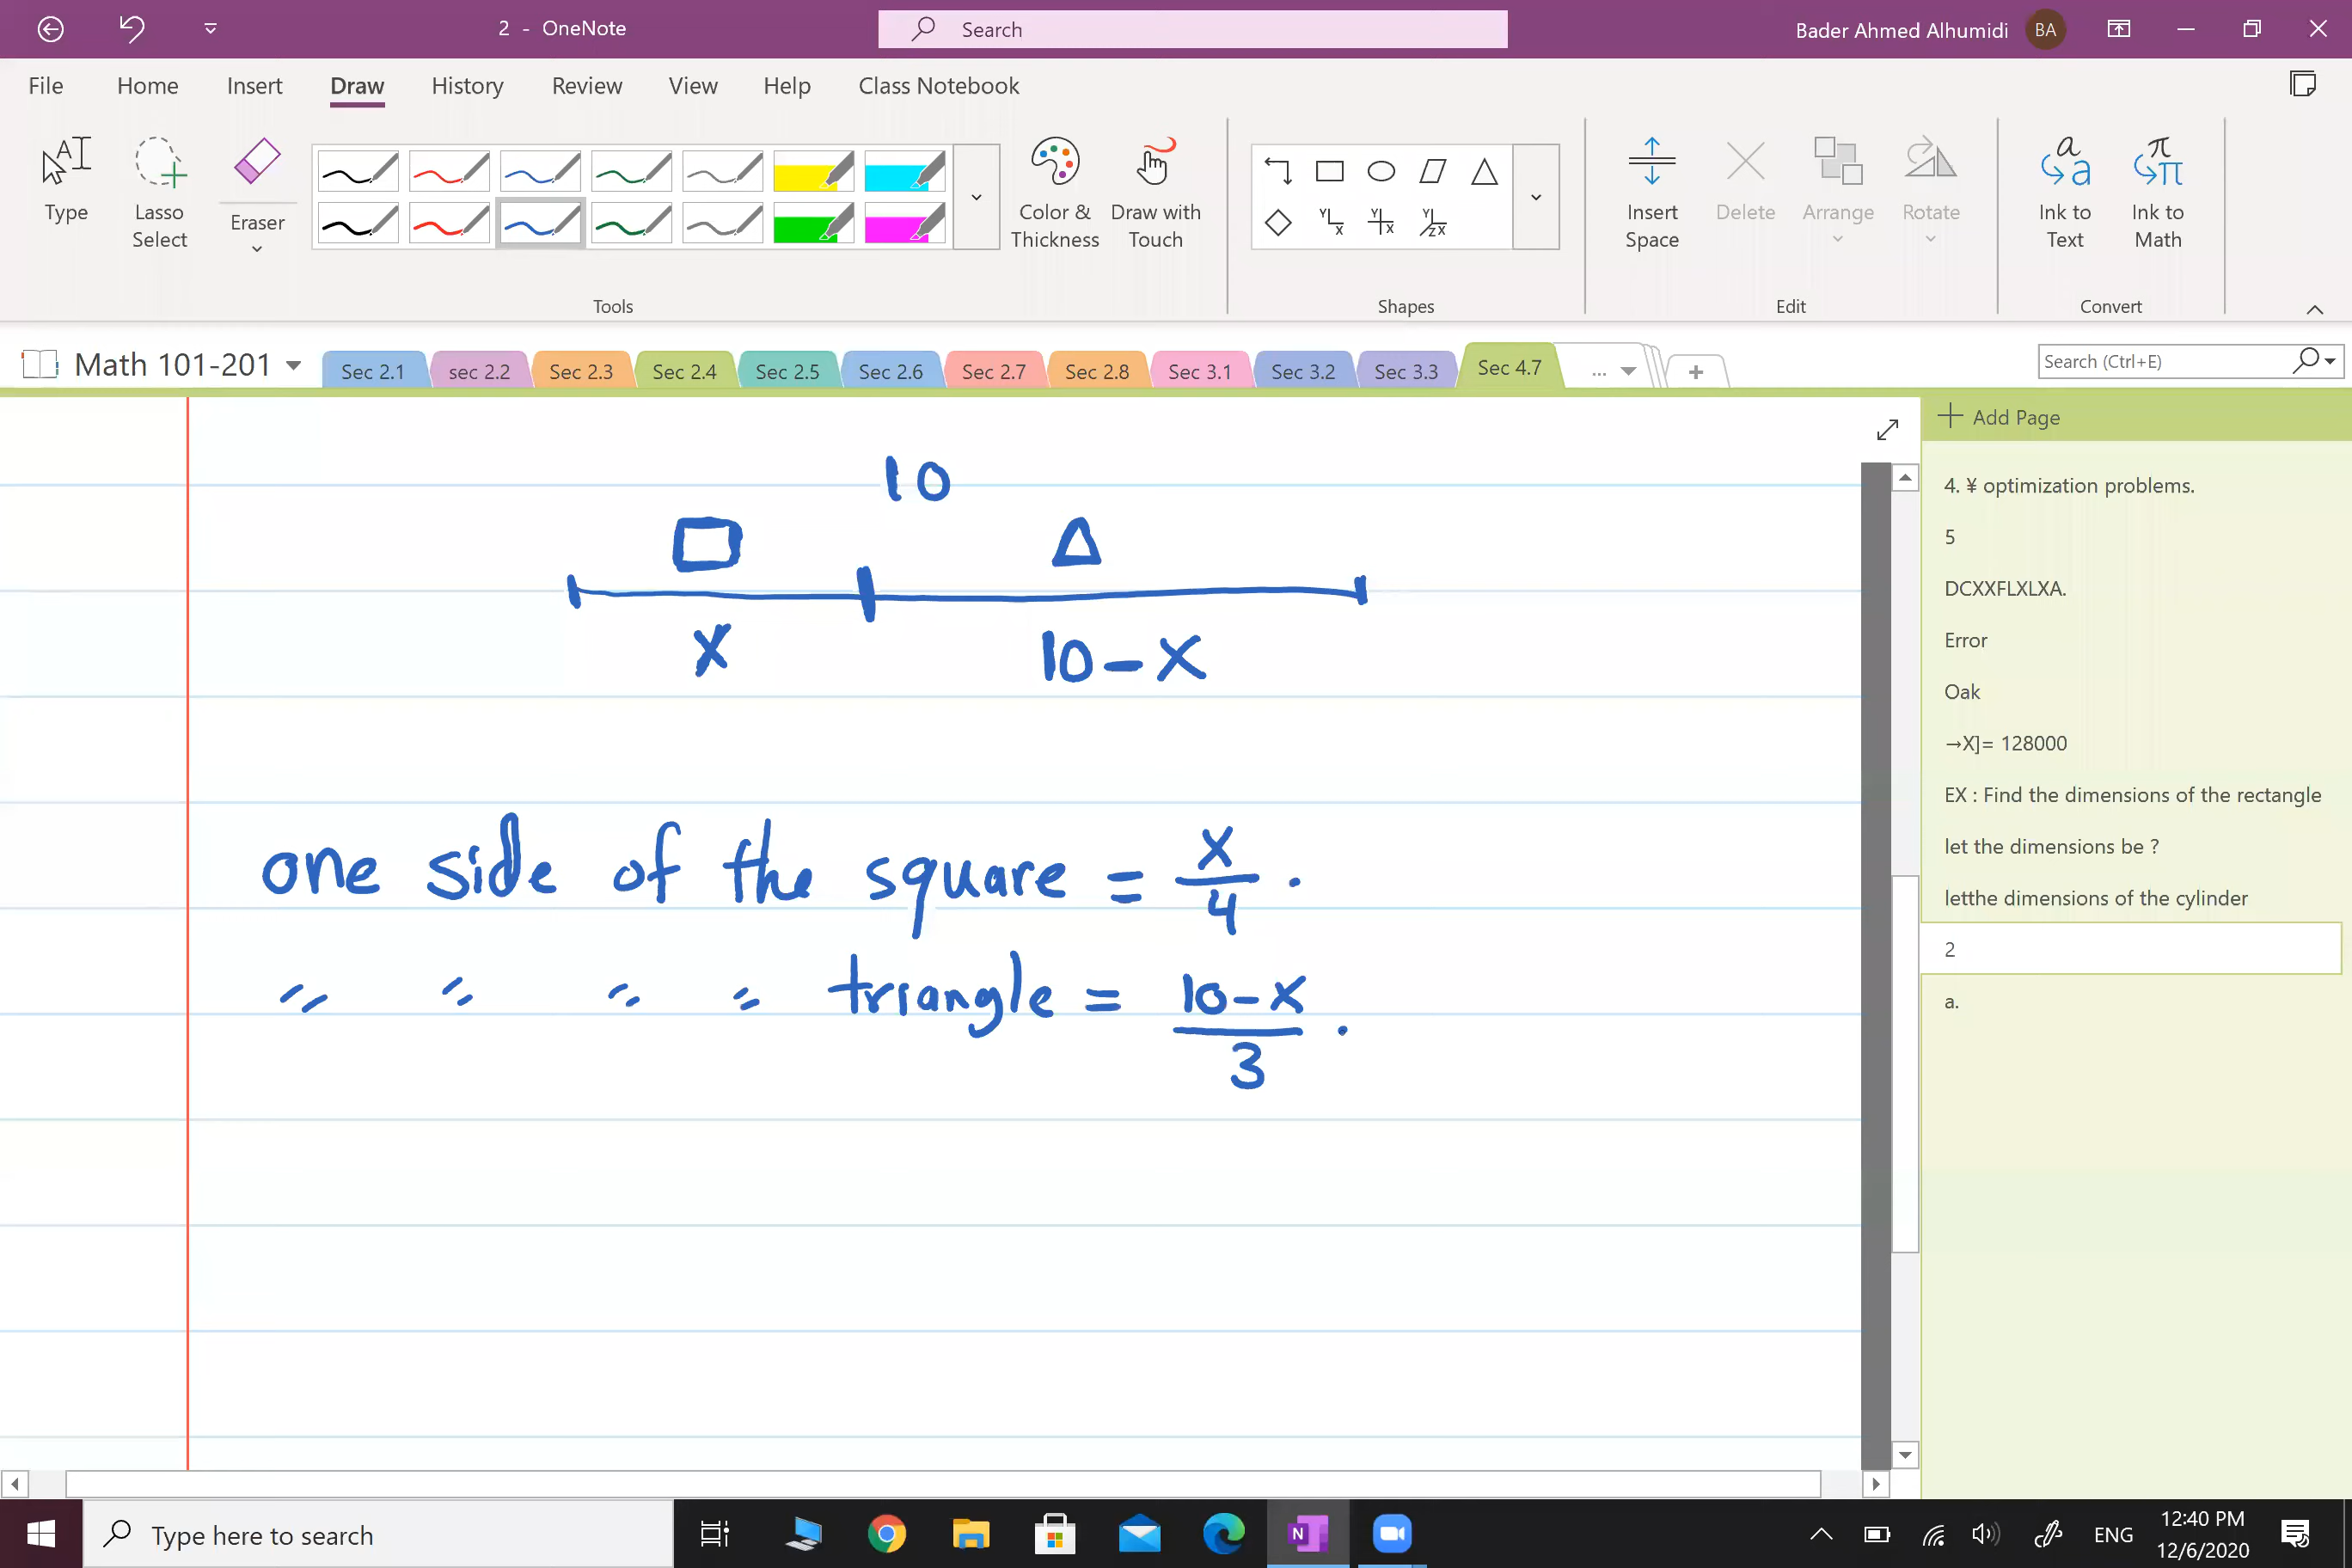 2 - OneNote
Search
Bader Ahmed Alhumidi BA
File Home Insert Draw History Review View Help Class Notebook
Type
Lasso Select
Eraser
Color & Thickness
Draw with Touch
Insert Space
Delete
Arrange
Rotate
Ink to Text
Ink to Math
Tools Shapes Edit Convert
Math 101-201
Sec 2.1 sec 2.2 Sec 2.3 Sec 2.4 Sec 2.5 Sec 2.6 Sec 2.7 Sec 2.8 Sec 3.1 Sec 3.2 Sec 3.3 Sec 4.7 ... +
Search (Ctrl+E)
10
□ Δ
x 10-x
one side of the square = x/4 .
〃 〃 〃 〃 triangle = 10-x/3 .
Add Page
4. ¥ optimization problems.
5
DCXXFLXLXA.
Error
Oak
→X]= 128000
EX : Find the dimensions of the rectangle
let the dimensions be ?
letthe dimensions of the cylinder
2
a.
Type here to search
ENG
12:40 PM
12/6/2020